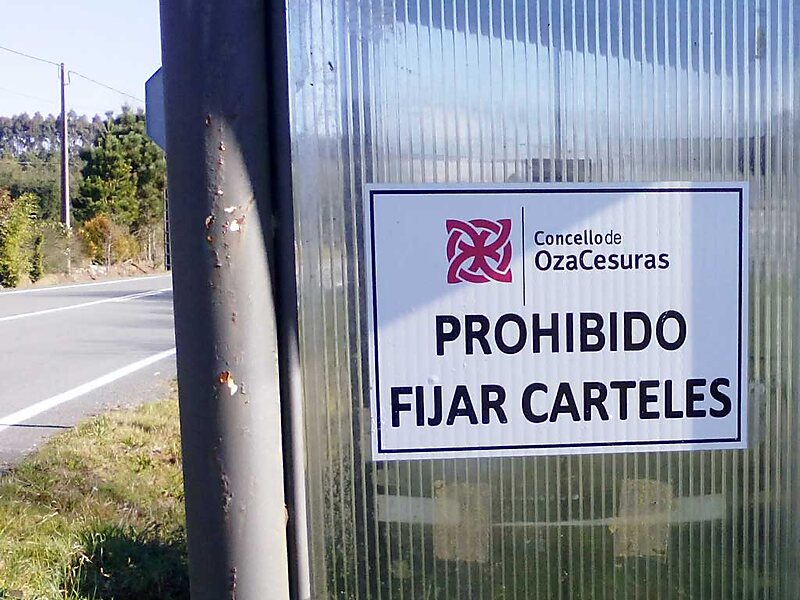 Concello de
OzaCesuras
PROHIBIDO
FIJAR CARTELES